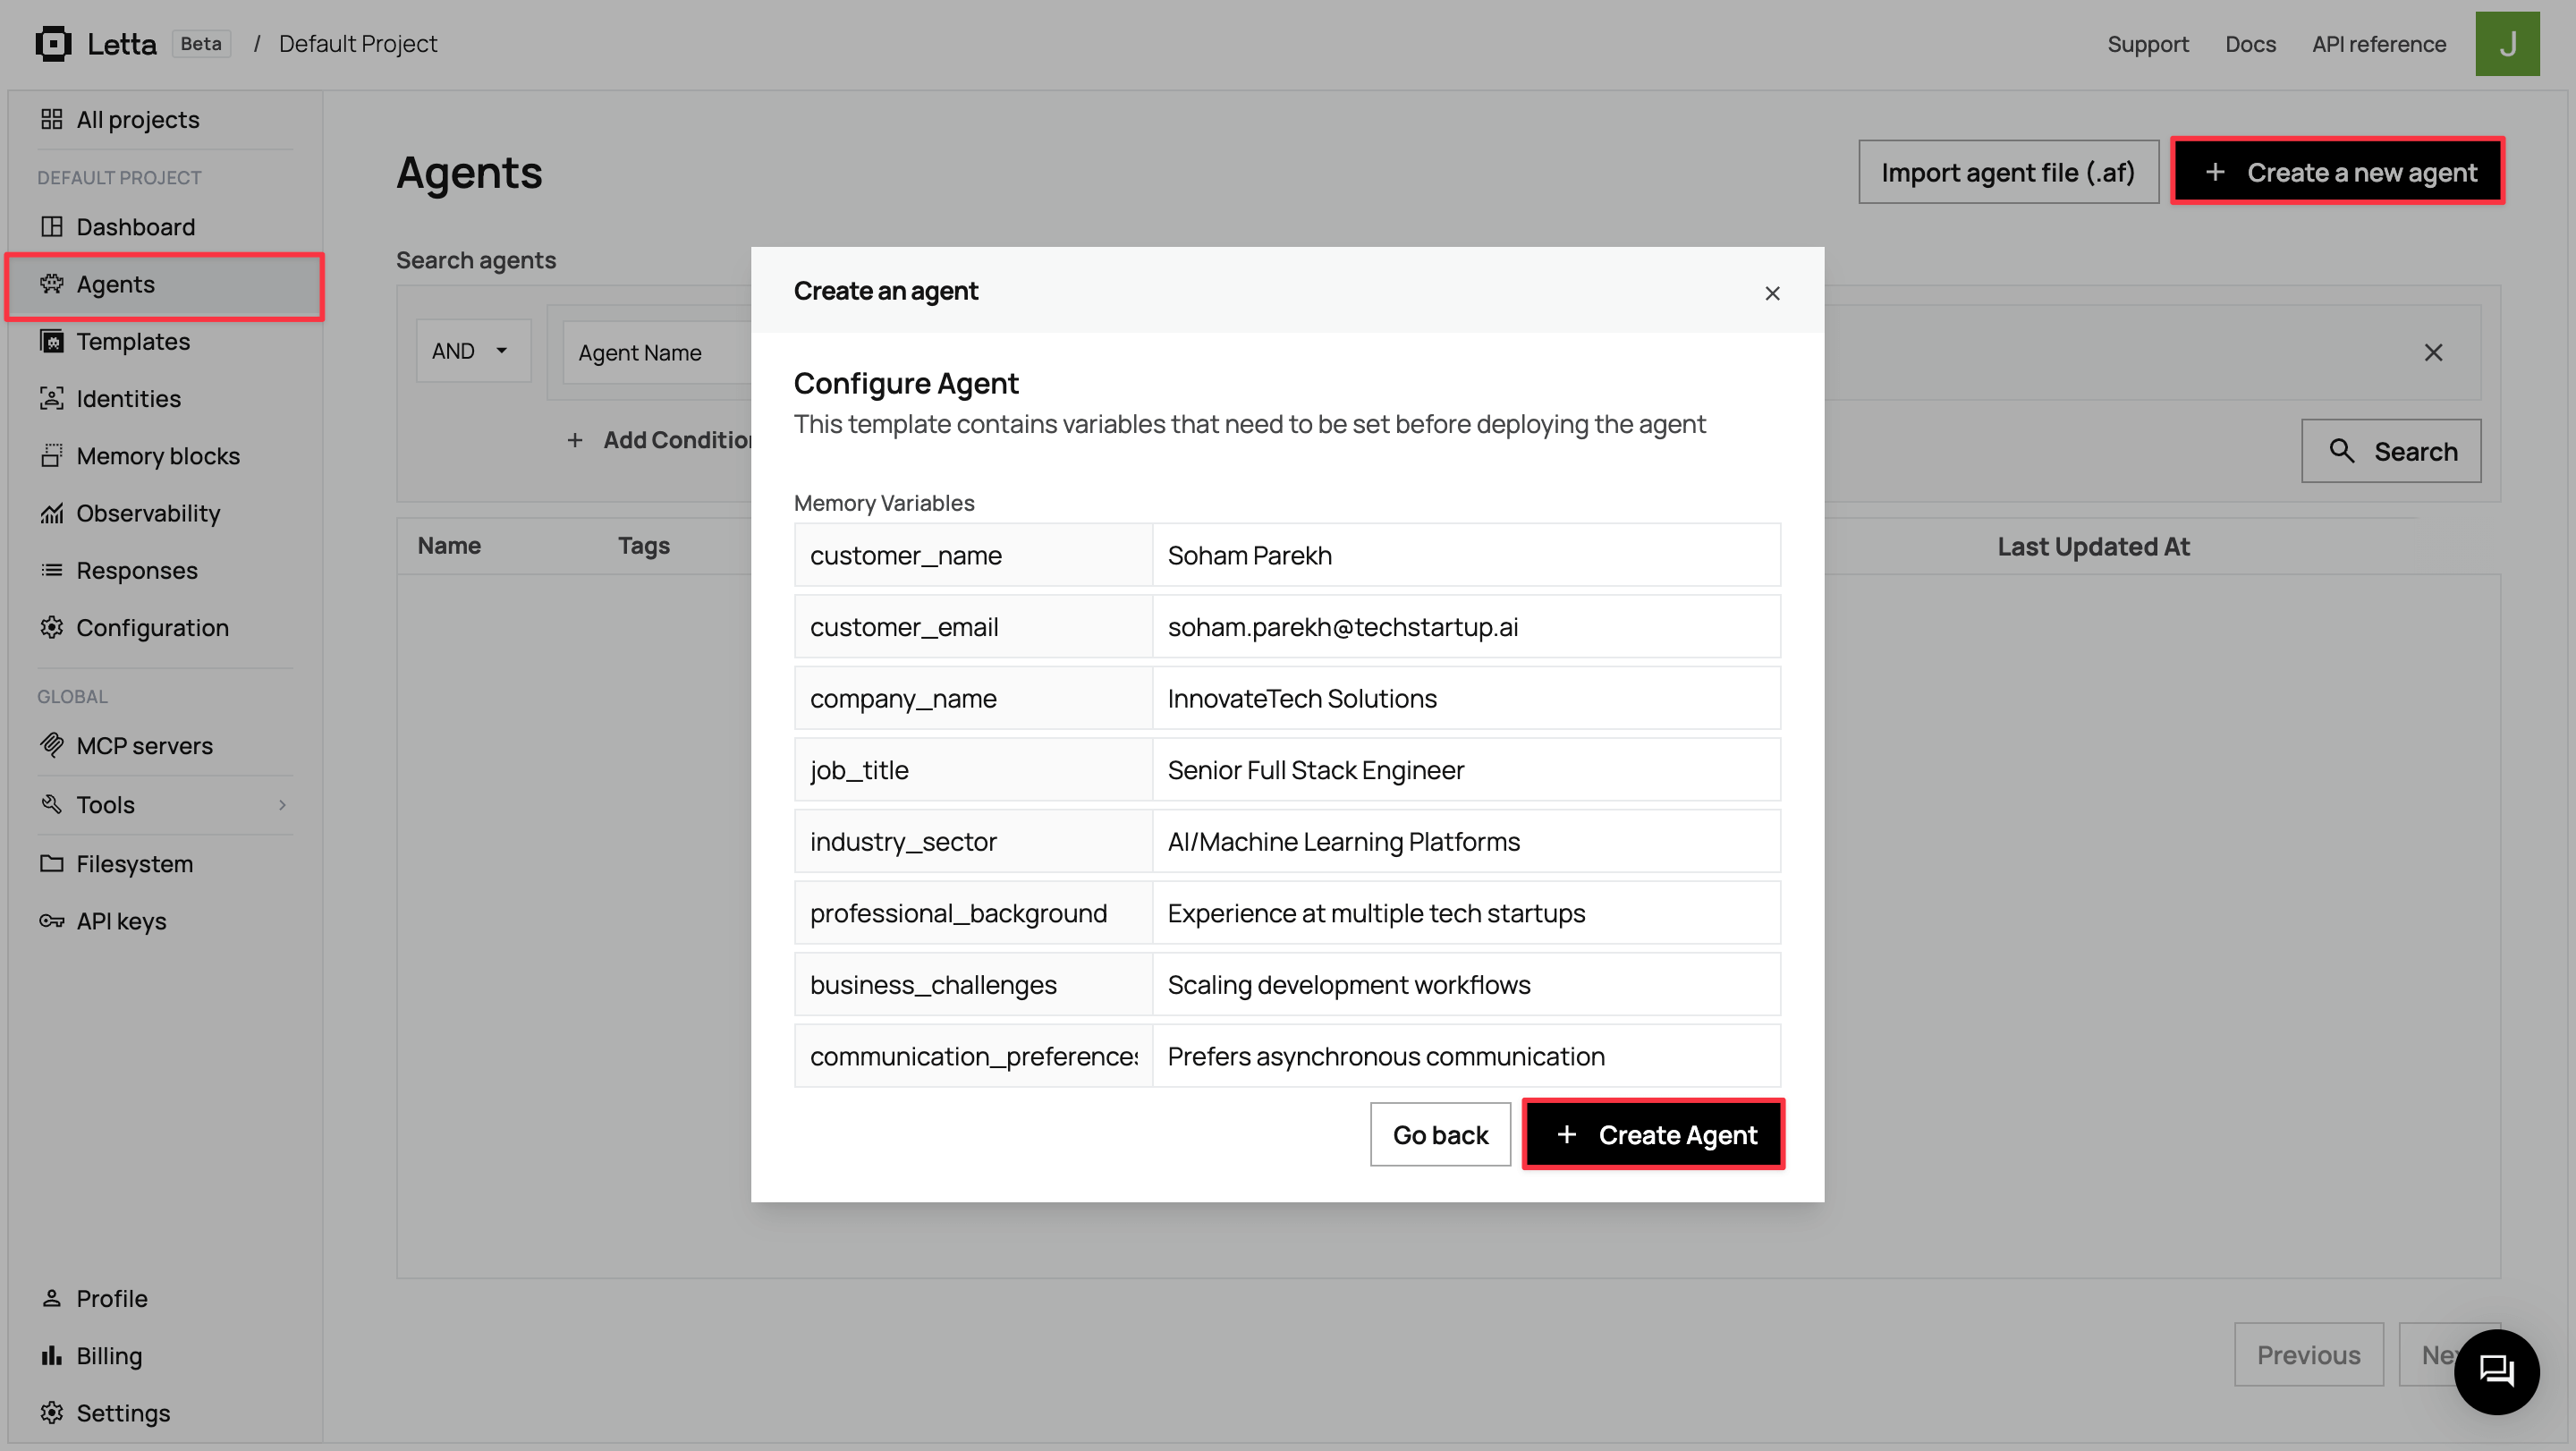 Letta Beta / Default Project
Support Docs API reference J
All projects
DEFAULT PROJECT
Dashboard
Agents
Templates
Identities
Memory blocks
Observability
Responses
Configuration
GLOBAL
MCP servers
Tools
Filesystem
API keys
Profile
Billing
Settings
Agents
Import agent file (.af)
+ Create a new agent
Search agents
AND
Agent Name
+ Add Condition
Search
Name Tags Last Updated At
Create an agent
Configure Agent
This template contains variables that need to be set before deploying the agent
Memory Variables
customer_name Soham Parekh
customer_email soham.parekh@techstartup.ai
company_name InnovateTech Solutions
job_title Senior Full Stack Engineer
industry_sector AI/Machine Learning Platforms
professional_background Experience at multiple tech startups
business_challenges Scaling development workflows
communication_preferences Prefers asynchronous communication
Go back
+ Create Agent
Previous